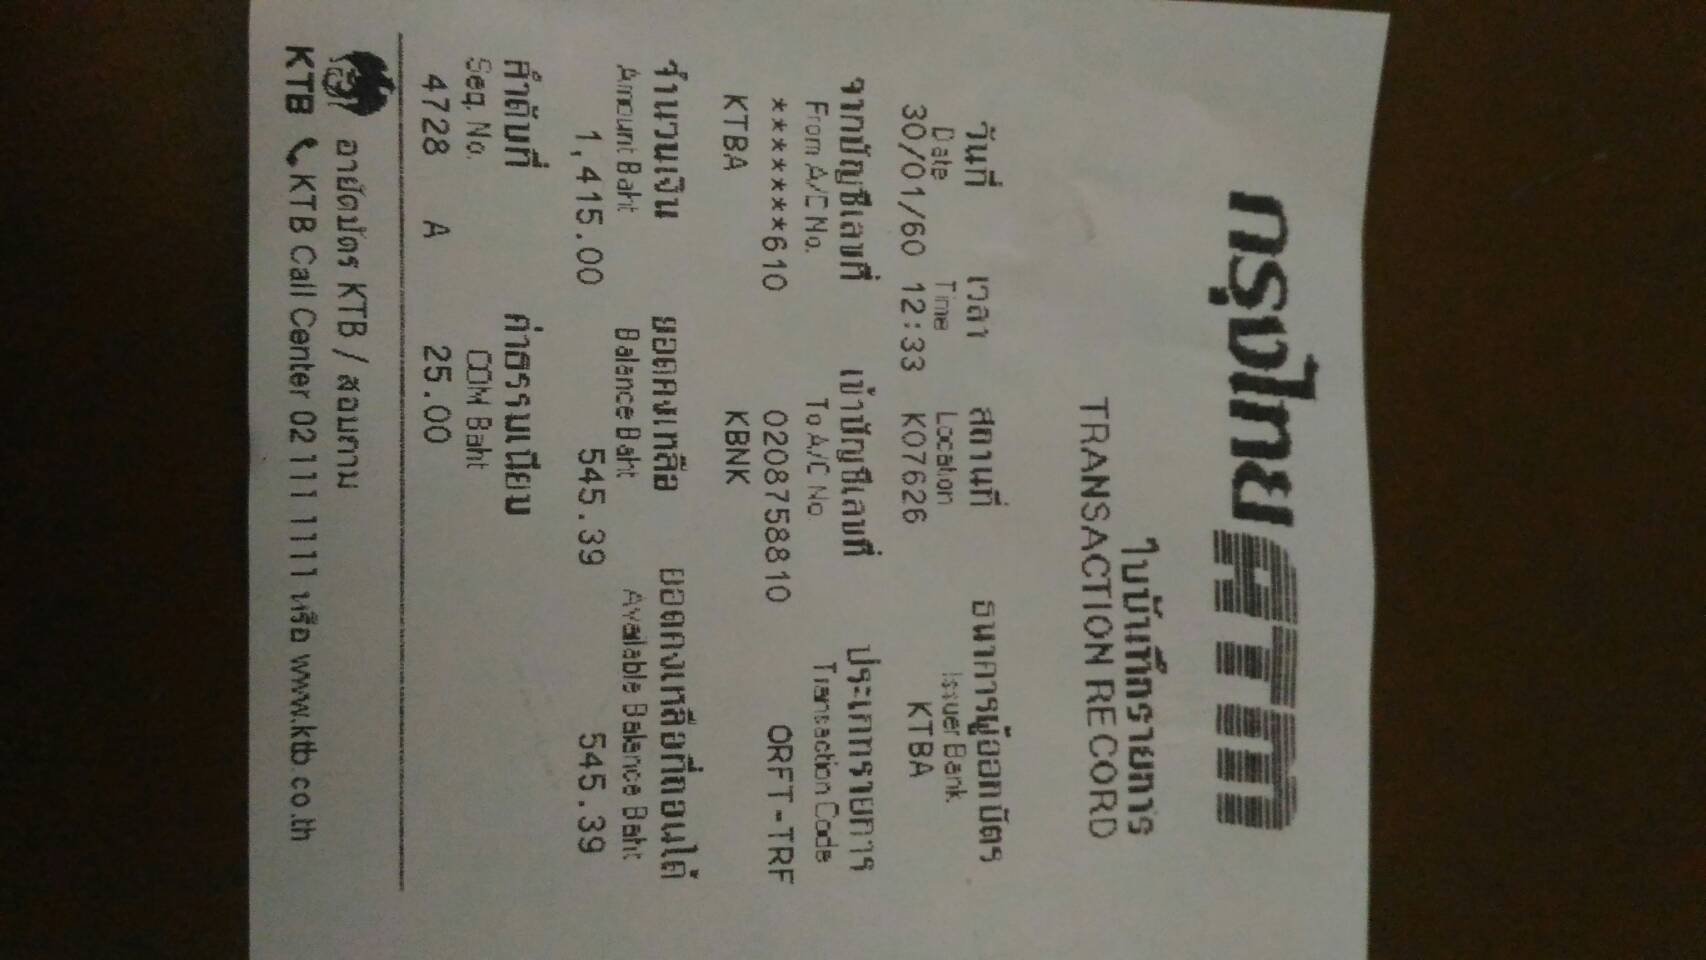 กรุงไทย ATM
ใบบันทึกรายการ
TRANSACTION RECORD
วันที่ เวลา สถานที่ ธนาคารผู้ออกบัตร
Date Time Location Issuer Bank
30/01/60 12:33 K07626 KTBA
จากบัญชีเลขที่ เข้าบัญชีเลขที่ ประเภทรายการ
From A/C No. To A/C No. Transaction Code
*******610 0208758810 ORFT-TRF
KTBA KBNK
จำนวนเงิน ยอดคงเหลือ ยอดคงเหลือที่ถอนได้
Amount Baht Balance Baht Available Balance Baht
1,415.00 545.39 545.39
ลำดับที่ ค่าธรรมเนียม
Seq. No. COM Baht
4728 A 25.00
อายัดบัตร KTB / สอบถาม
KTB KTB Call Center 02 111 1111 หรือ www.ktb.co.th